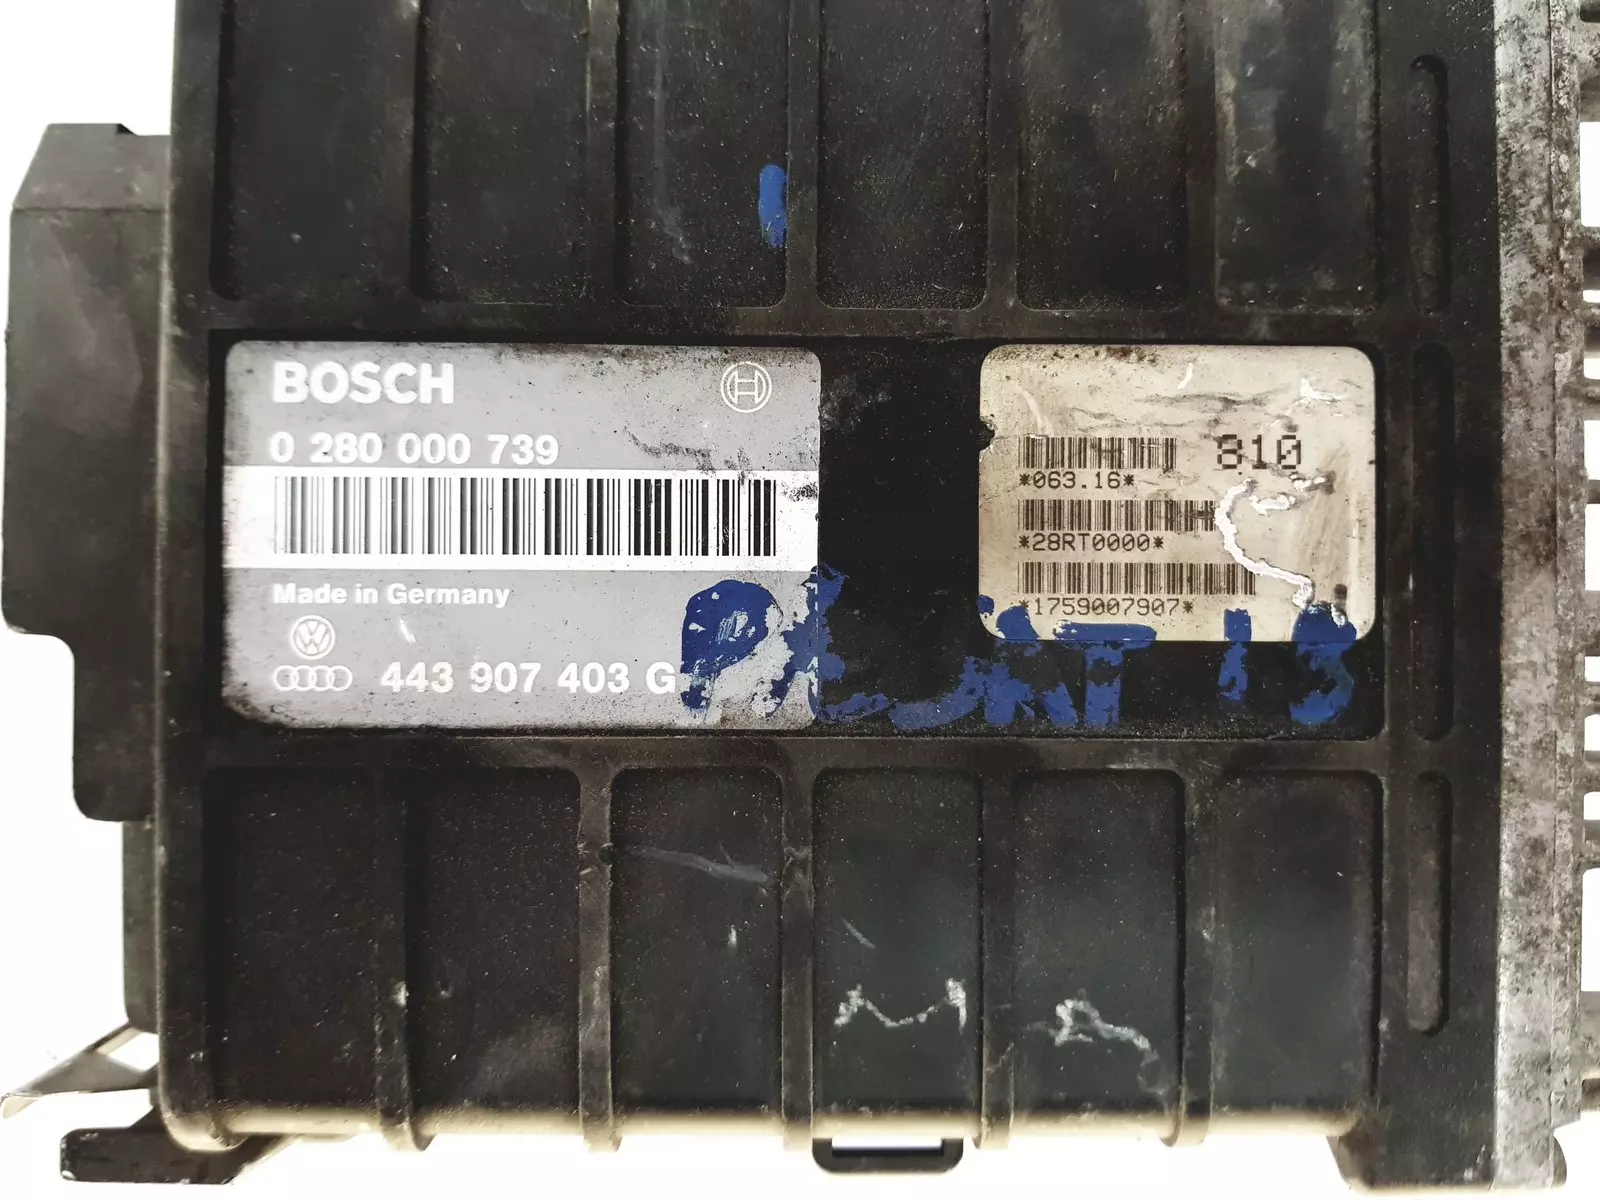 BOSCH
0 280 000 739
Made in Germany
443 907 403 G
810
*063.16*
*28RT0000*
*1759007907*